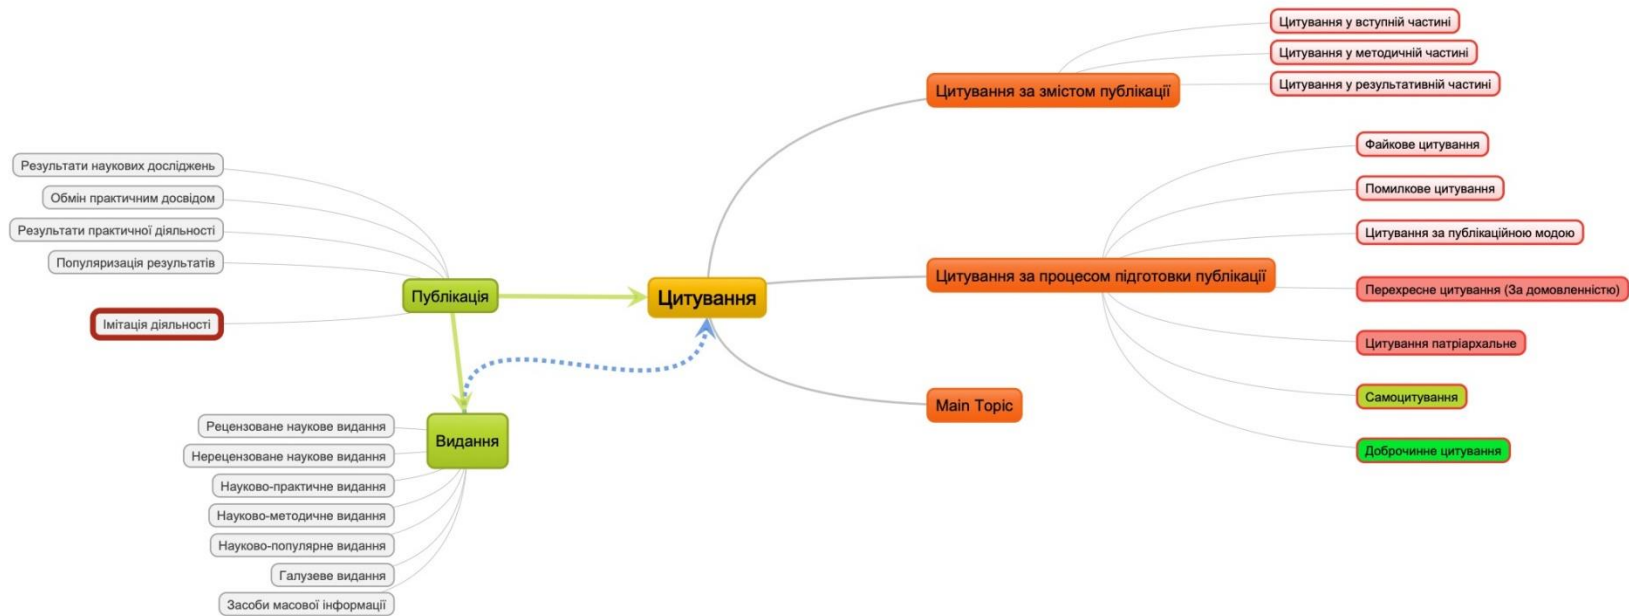 Цитування у вступній частині
Цитування у методичній частині
Цитування за змістом публікації
Цитування у результативній частині
Файкове цитування
Результати наукових досліджень
Помилкове цитування
Обмін практичним досвідом
Результати практичної діяльності
Цитування за публікаційною модою
Популяризація результатів
Цитування за процесом підготовки публікації
Публікація
Цитування
Перехресне цитування (За домовленністю)
Імітація діяльності
Цитування патріархальне
Самоцитування
Main Topic
Рецензоване наукове видання
Видання
Доброчинне цитування
Нерецензоване наукове видання
Науково-практичне видання
Науково-методичне видання
Науково-популярне видання
Галузеве видання
Засоби масової інформації